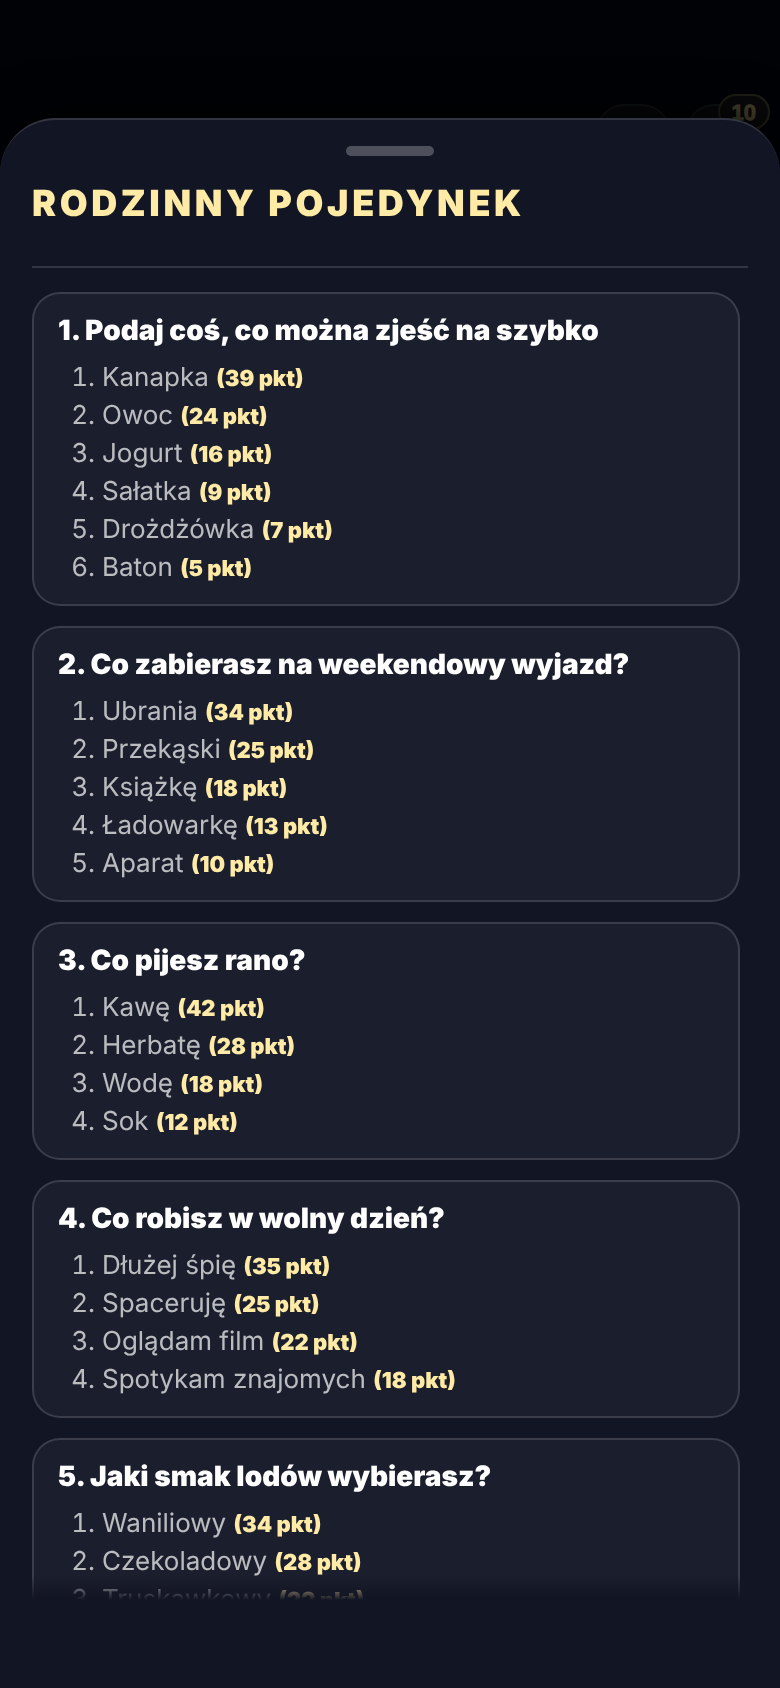 10
RODZINNY POJEDYNEK
1. Podaj coś, co można zjeść na szybko
1. Kanapka (39 pkt)
2. Owoc (24 pkt)
3. Jogurt (16 pkt)
4. Sałatka (9 pkt)
5. Drożdżówka (7 pkt)
6. Baton (5 pkt)
2. Co zabierasz na weekendowy wyjazd?
1. Ubrania (34 pkt)
2. Przekąski (25 pkt)
3. Książkę (18 pkt)
4. Ładowarkę (13 pkt)
5. Aparat (10 pkt)
3. Co pijesz rano?
1. Kawę (42 pkt)
2. Herbatę (28 pkt)
3. Wodę (18 pkt)
4. Sok (12 pkt)
4. Co robisz w wolny dzień?
1. Dłużej śpię (35 pkt)
2. Spaceruję (25 pkt)
3. Oglądam film (22 pkt)
4. Spotykam znajomych (18 pkt)
5. Jaki smak lodów wybierasz?
1. Waniliowy (34 pkt)
2. Czekoladowy (28 pkt)
3. Truskawkowy